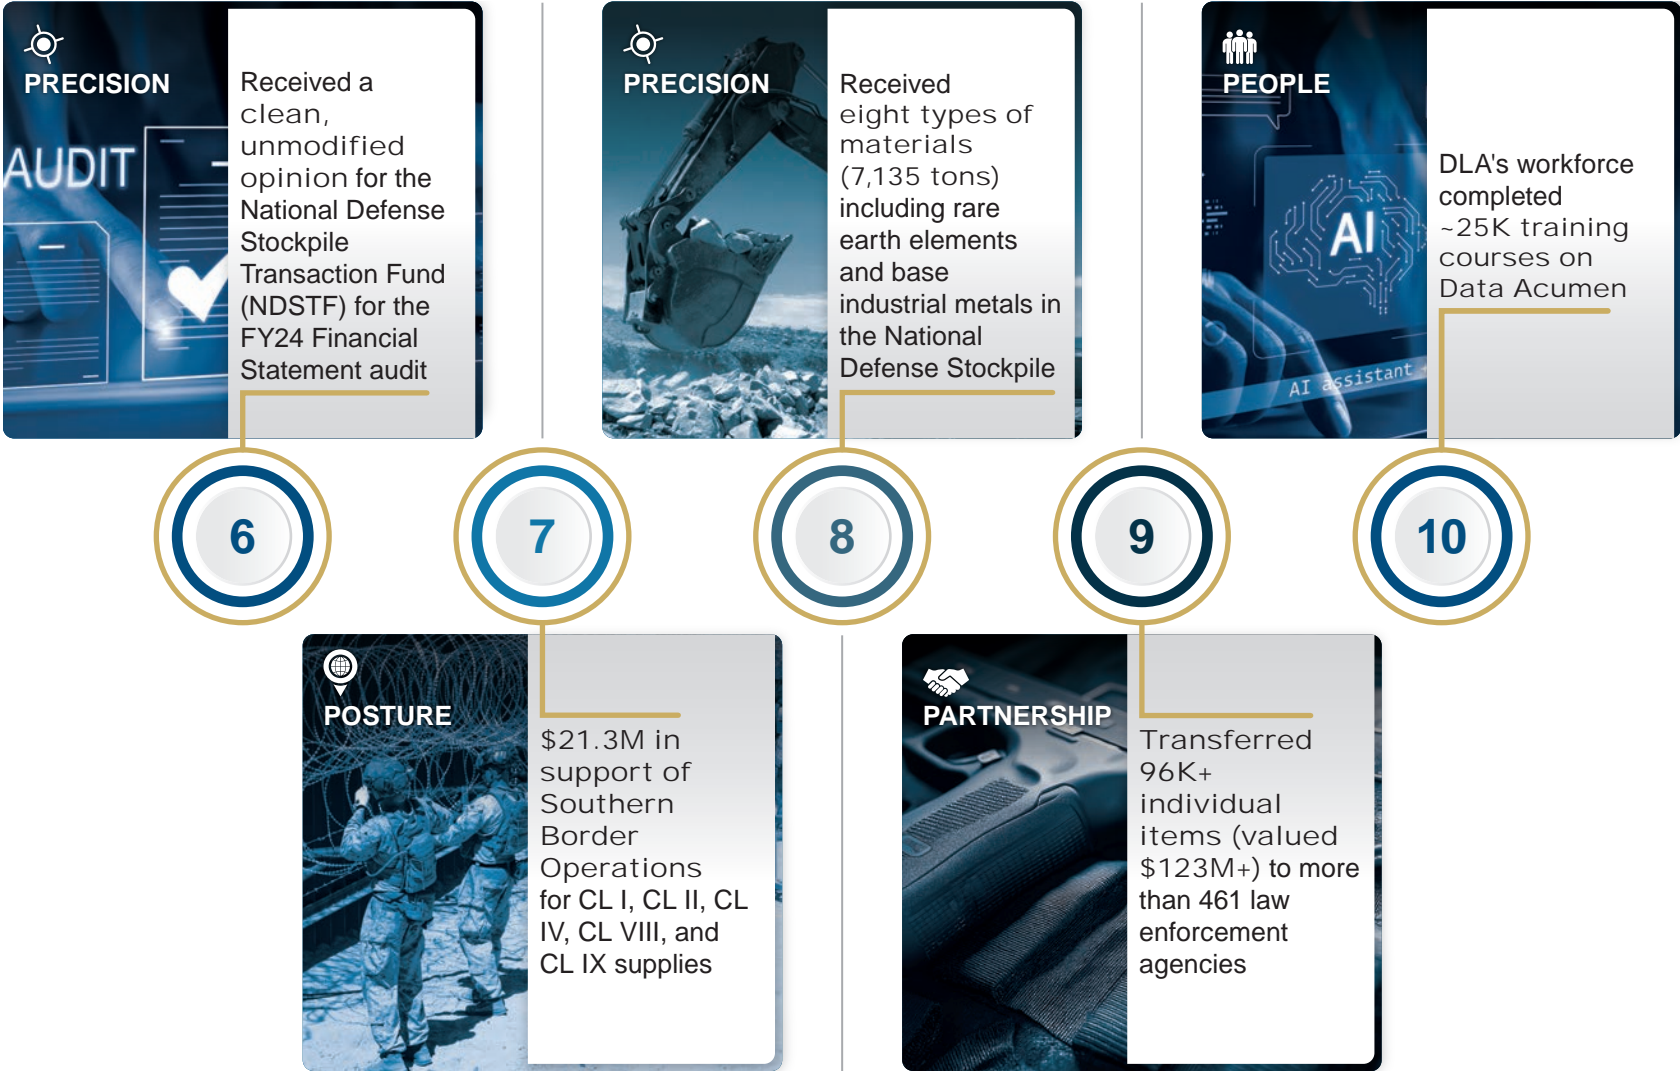 PRECISION
AUDIT
Received a
clean,
unmodified
opinion for the
National Defense
Stockpile
Transaction Fund
(NDSTF) for the
FY24 Financial
Statement audit
PRECISION
Received
eight types of
materials
(7,135 tons)
including rare
earth elements
and base
industrial metals in
the National
Defense Stockpile
PEOPLE
AI
AI assistant
DLA's workforce
completed
~25K training
courses on
Data Acumen
6
7
8
9
10
POSTURE
$21.3M in
support of
Southern
Border
Operations
for CL I, CL II, CL
IV, CL VIII, and
CL IX supplies
PARTNERSHIP
Transferred
96K+
individual
items (valued
$123M+) to more
than 461 law
enforcement
agencies